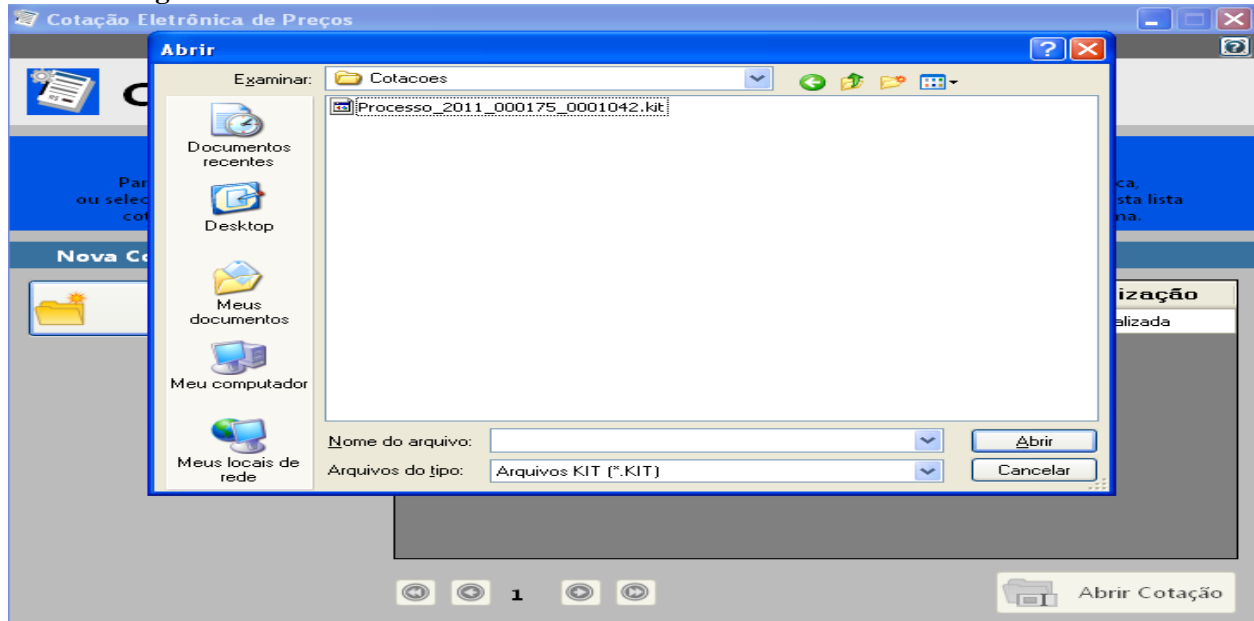 Cotação Eletrônica de Preços
Abrir
Examinar:
Cotacoes
C
Processo_2011_000175_0001042.kit
Documentos
recentes
Par
ca,
ou selec
sta lista
cot
na.
Desktop
Nova Co
Meus
documentos
ização
alizada
Meu computador
Nome do arquivo:
Abrir
Meus locais de
rede
Arquivos do tipo:
Arquivos KIT (*.KIT)
Cancelar
1
Abrir Cotação